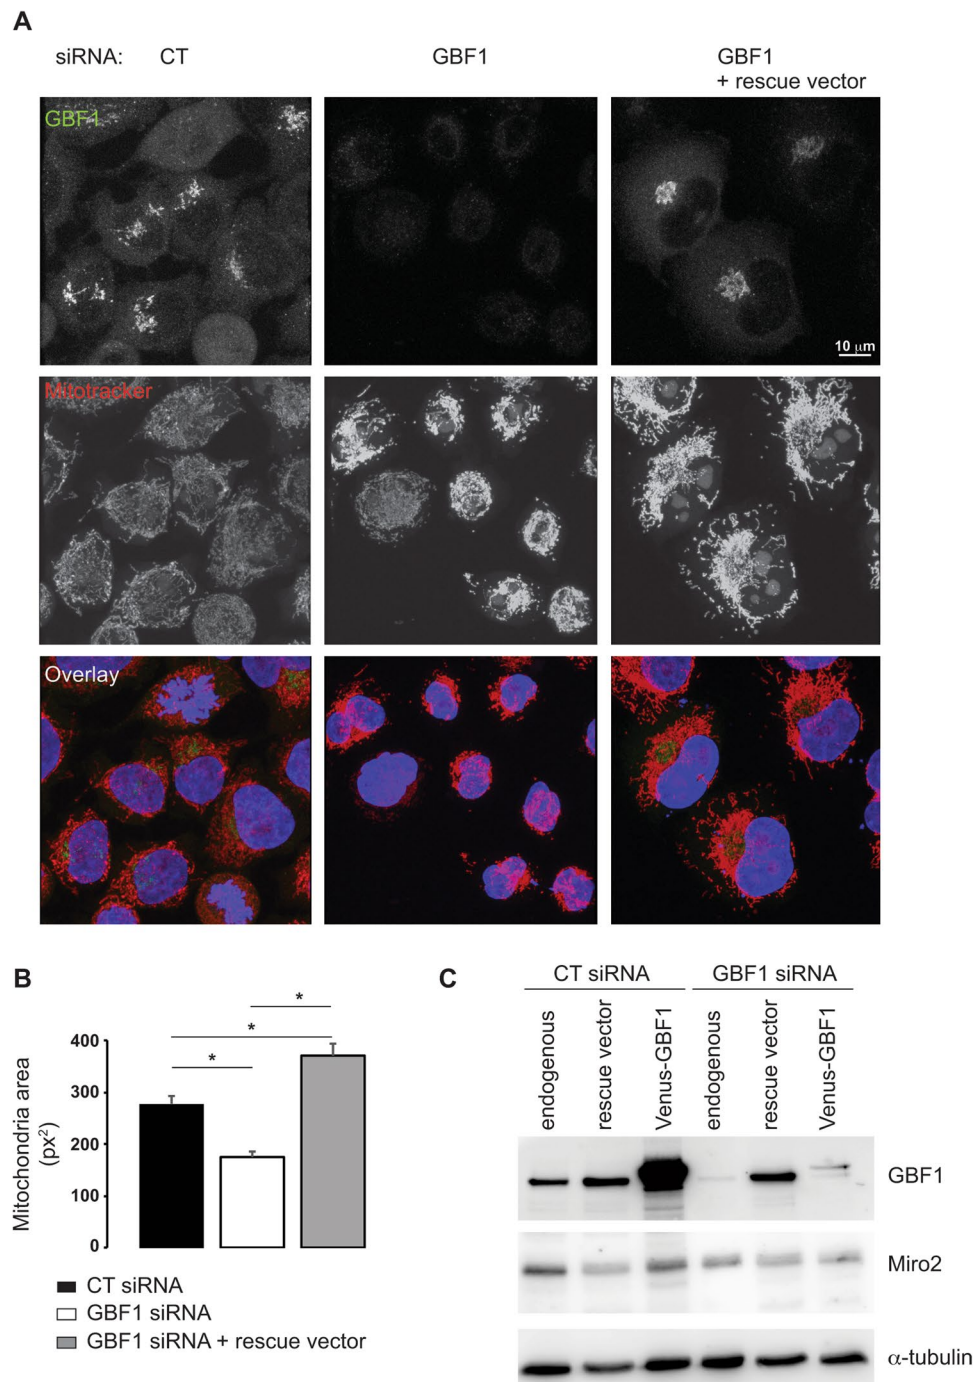 A
siRNA: CT GBF1 GBF1
+ rescue vector
GBF1
10 μm
Mitotracker
Overlay
B
*
*
*
400
300
200
100
0
Mitochondria area
(px²)
CT siRNA
GBF1 siRNA
GBF1 siRNA + rescue vector
C
CT siRNA GBF1 siRNA
endogenous
rescue vector
Venus-GBF1
endogenous
rescue vector
Venus-GBF1
GBF1
Miro2
α-tubulin